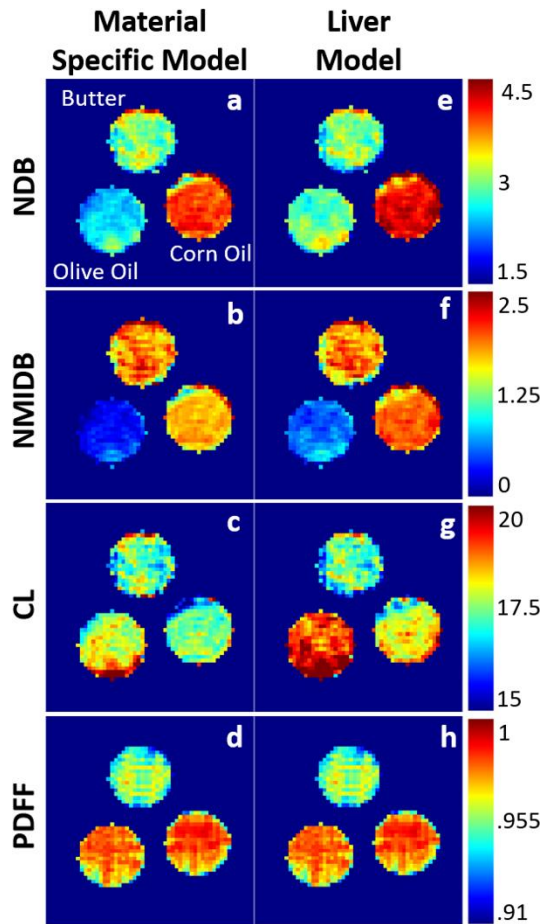 Material
Specific Model
Liver
Model
NDB
Butter
a
Olive Oil
Corn Oil
e
4.5
3
1.5
NMIDB
b
f
2.5
1.25
0
CL
c
g
20
17.5
15
PDFF
d
h
1
.955
.91